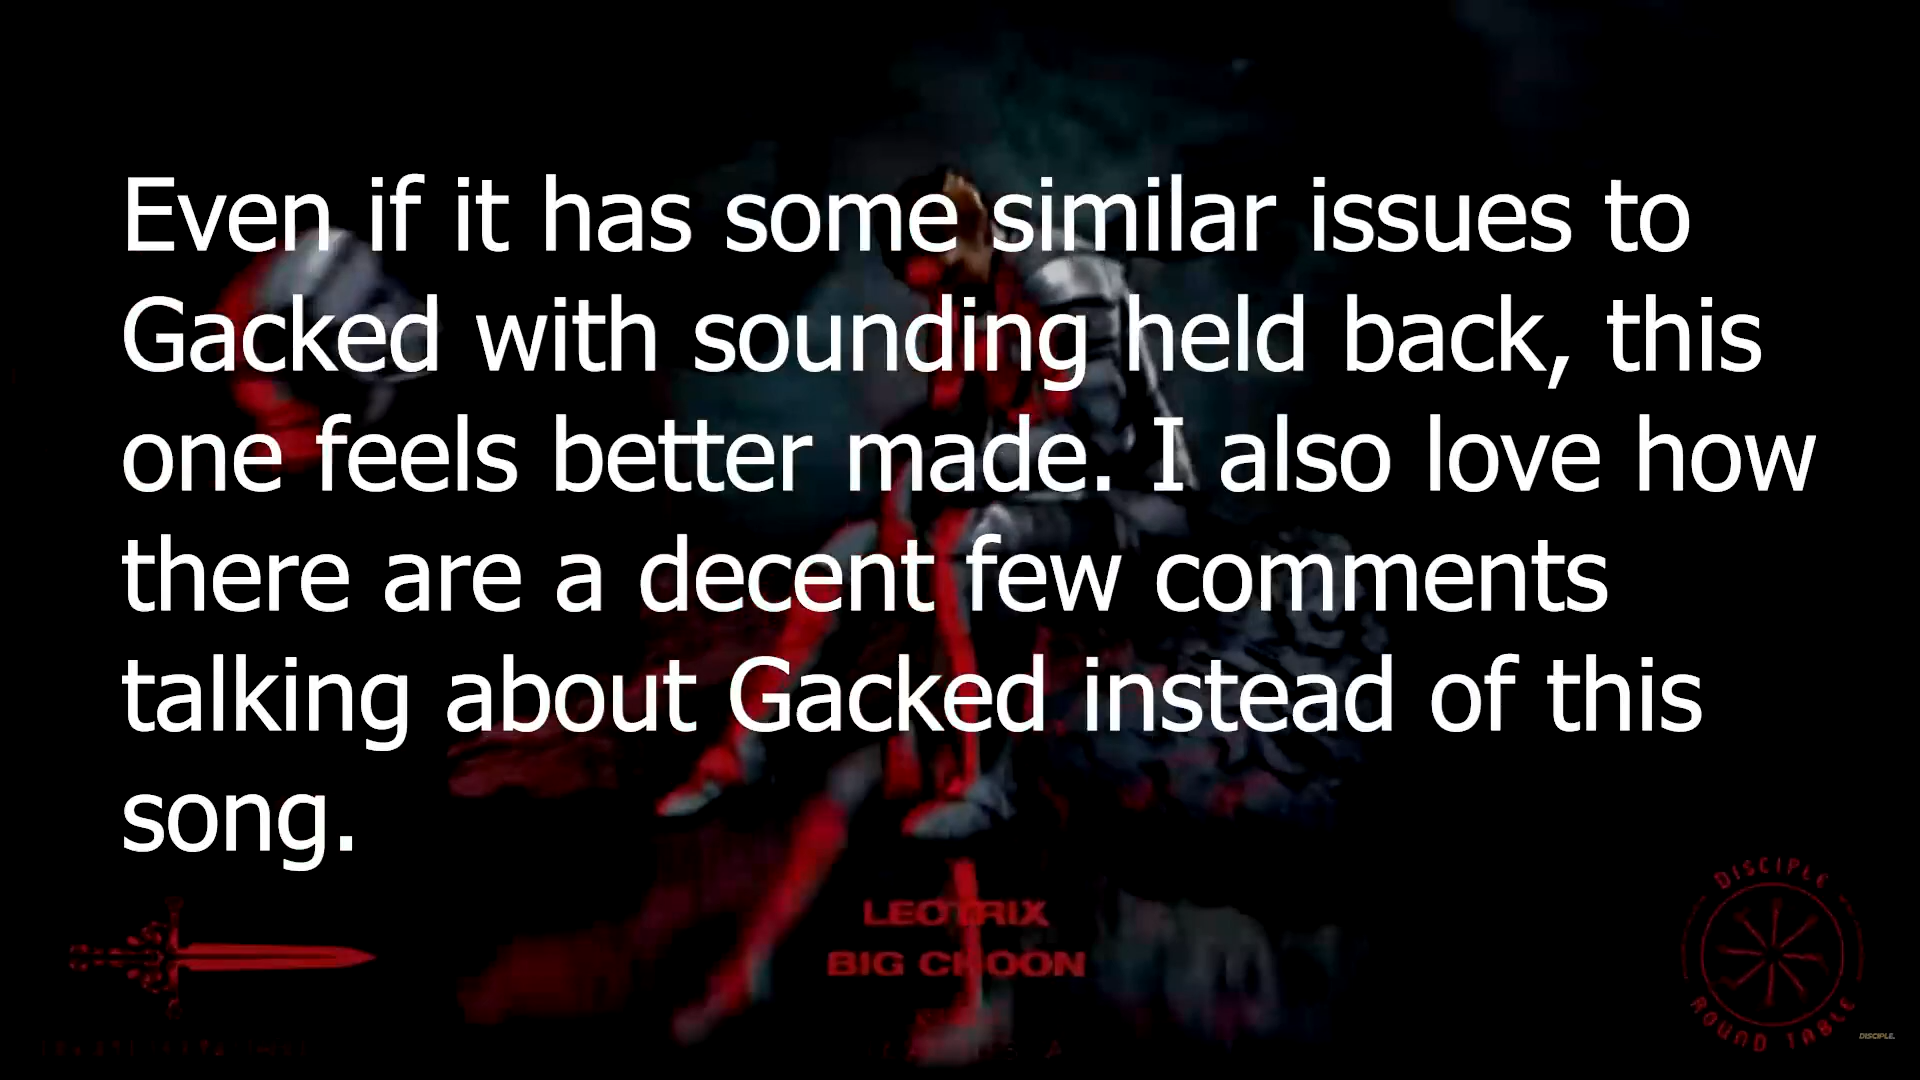 Even if it has some similar issues to
Gacked with sounding held back, this
one feels better made. I also love how
there are a decent few comments
talking about Gacked instead of this
song.
LEOTRIX
BIG CHOON
DISCIPLE
ROUND TABLE
DISCIPLE.